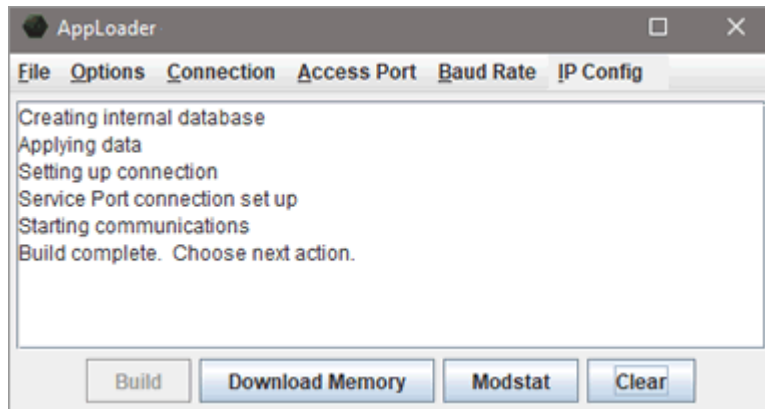 AppLoader
File Options Connection Access Port Baud Rate IP Config
Creating internal database
Applying data
Setting up connection
Service Port connection set up
Starting communications
Build complete.  Choose next action.
Build Download Memory Modstat Clear